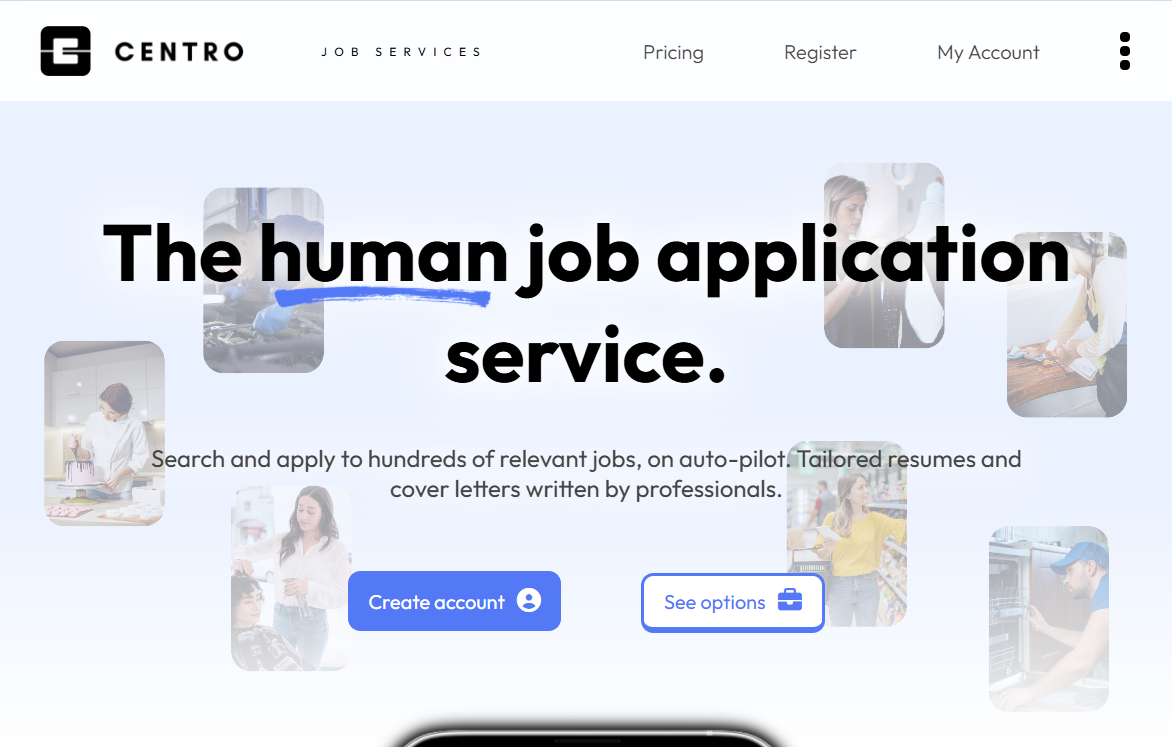 CENTRO
JOB SERVICES
Pricing
Register
My Account
The human job application
service.
Search and apply to hundreds of relevant jobs, on auto-pilot. Tailored resumes and
cover letters written by professionals.
Create account
See options